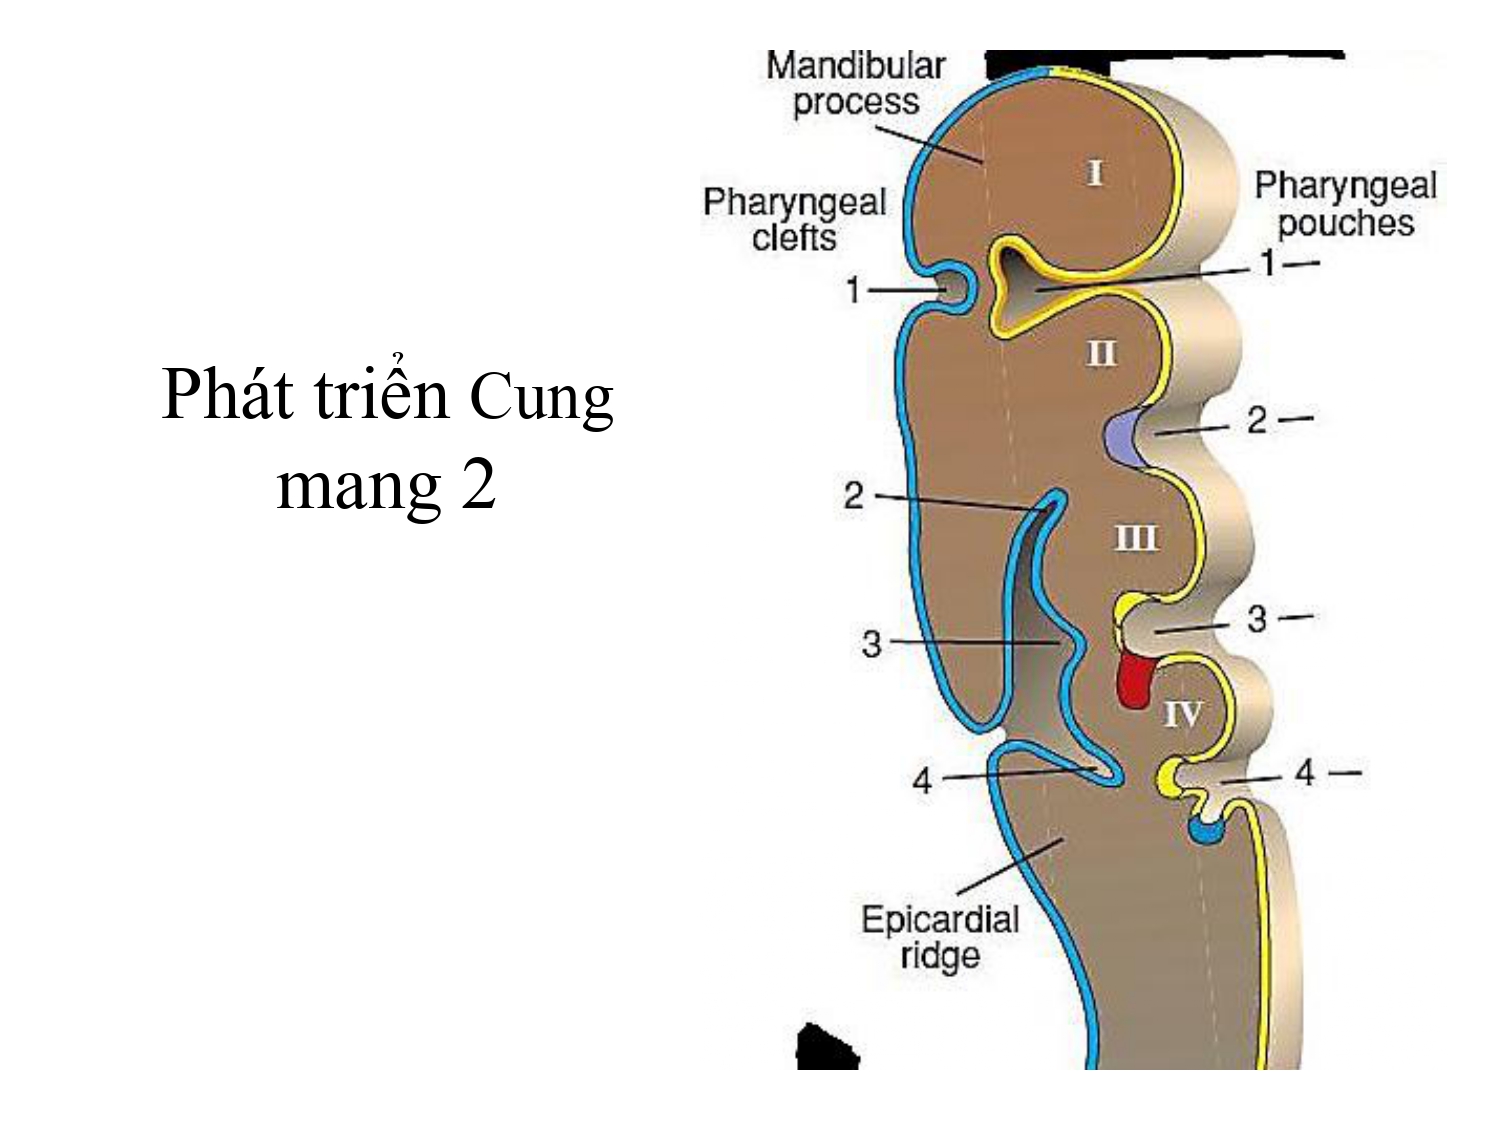 Phát triển Cung
mang 2
Mandibular
process
I
Pharyngeal
clefts
Pharyngeal
pouches
1
1
II
2
2
III
3
3
IV
4
4
Epicardial
ridge